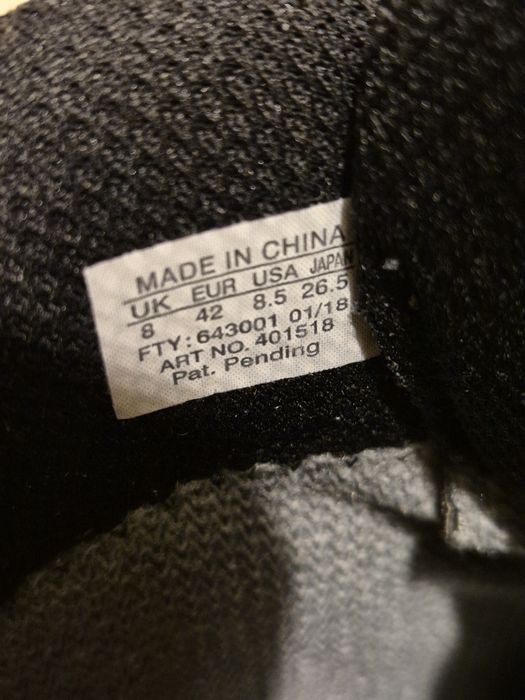 MADE IN CHINA
UK EUR USA JAPAN
8 42 8.5 26.5
FTY: 643001 01/18
ART NO. 401518
Pat. Pending